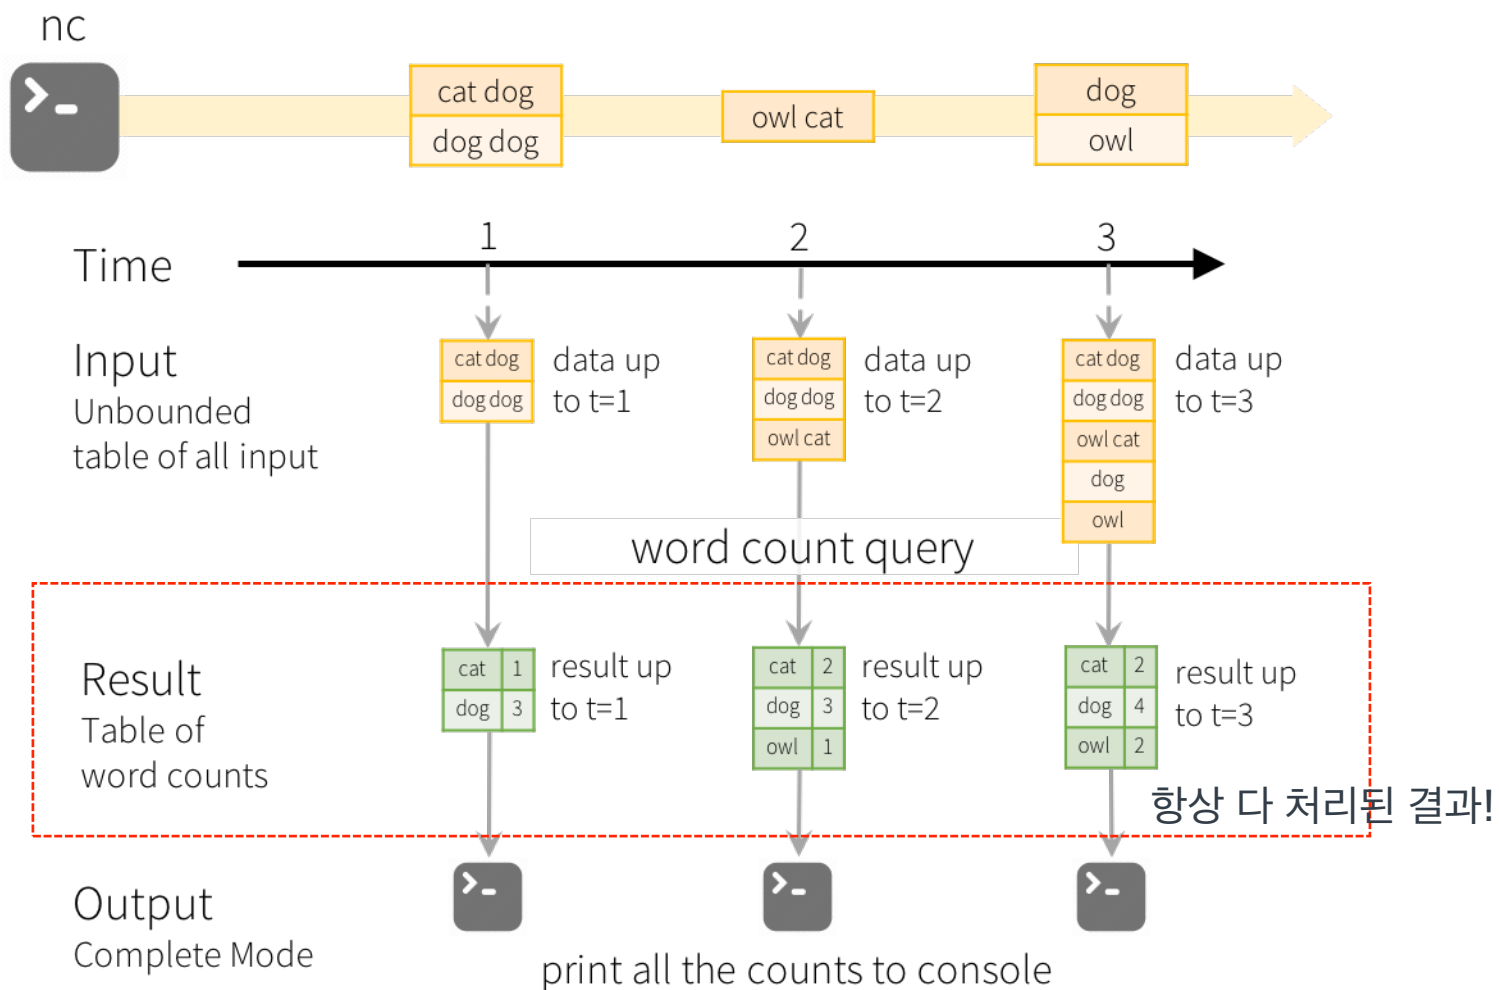 nc
cat dog
dog dog
owl cat
dog
owl
Time
1
2
3
Input
Unbounded
table of all input
cat dog
dog dog
data up
to t=1
cat dog
dog dog
owl cat
data up
to t=2
cat dog
dog dog
owl cat
dog
owl
data up
to t=3
word count query
Result
Table of
word counts
cat 1
dog 3
result up
to t=1
cat 2
dog 3
owl 1
result up
to t=2
cat 2
dog 4
owl 2
result up
to t=3
항상 다 처리된 결과!
Output
Complete Mode
print all the counts to console